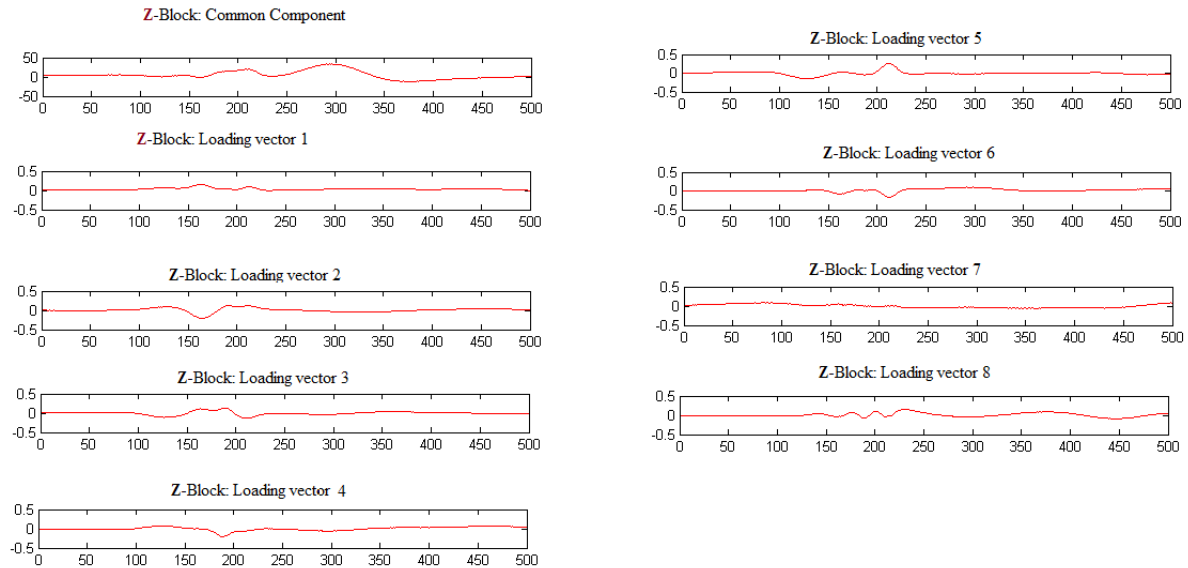 Z-Block: Common Component
50
0
-50
0 50 100 150 200 250 300 350 400 450 500
Z-Block: Loading vector 1
0.5
0
-0.5
0 50 100 150 200 250 300 350 400 450 500
Z-Block: Loading vector 2
0.5
0
-0.5
0 50 100 150 200 250 300 350 400 450 500
Z-Block: Loading vector 3
0.5
0
-0.5
0 50 100 150 200 250 300 350 400 450 500
Z-Block: Loading vector 4
0.5
0
-0.5
0 50 100 150 200 250 300 350 400 450 500
Z-Block: Loading vector 5
0.5
0
-0.5
0 50 100 150 200 250 300 350 400 450 500
Z-Block: Loading vector 6
0.5
0
-0.5
0 50 100 150 200 250 300 350 400 450 500
Z-Block: Loading vector 7
0.5
0
-0.5
0 50 100 150 200 250 300 350 400 450 500
Z-Block: Loading vector 8
0.5
0
-0.5
0 50 100 150 200 250 300 350 400 450 500